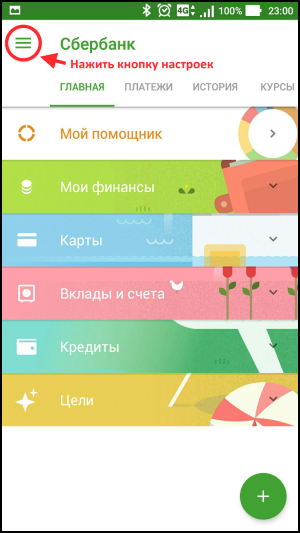 4G 100% 23:00
Сбербанк
Нажить кнопку настроек
ГЛАВНАЯ ПЛАТЕЖИ ИСТОРИЯ КУРСЫ
Мой помощник
Мои финансы
Карты
Вклады и счета
Кредиты
Цели